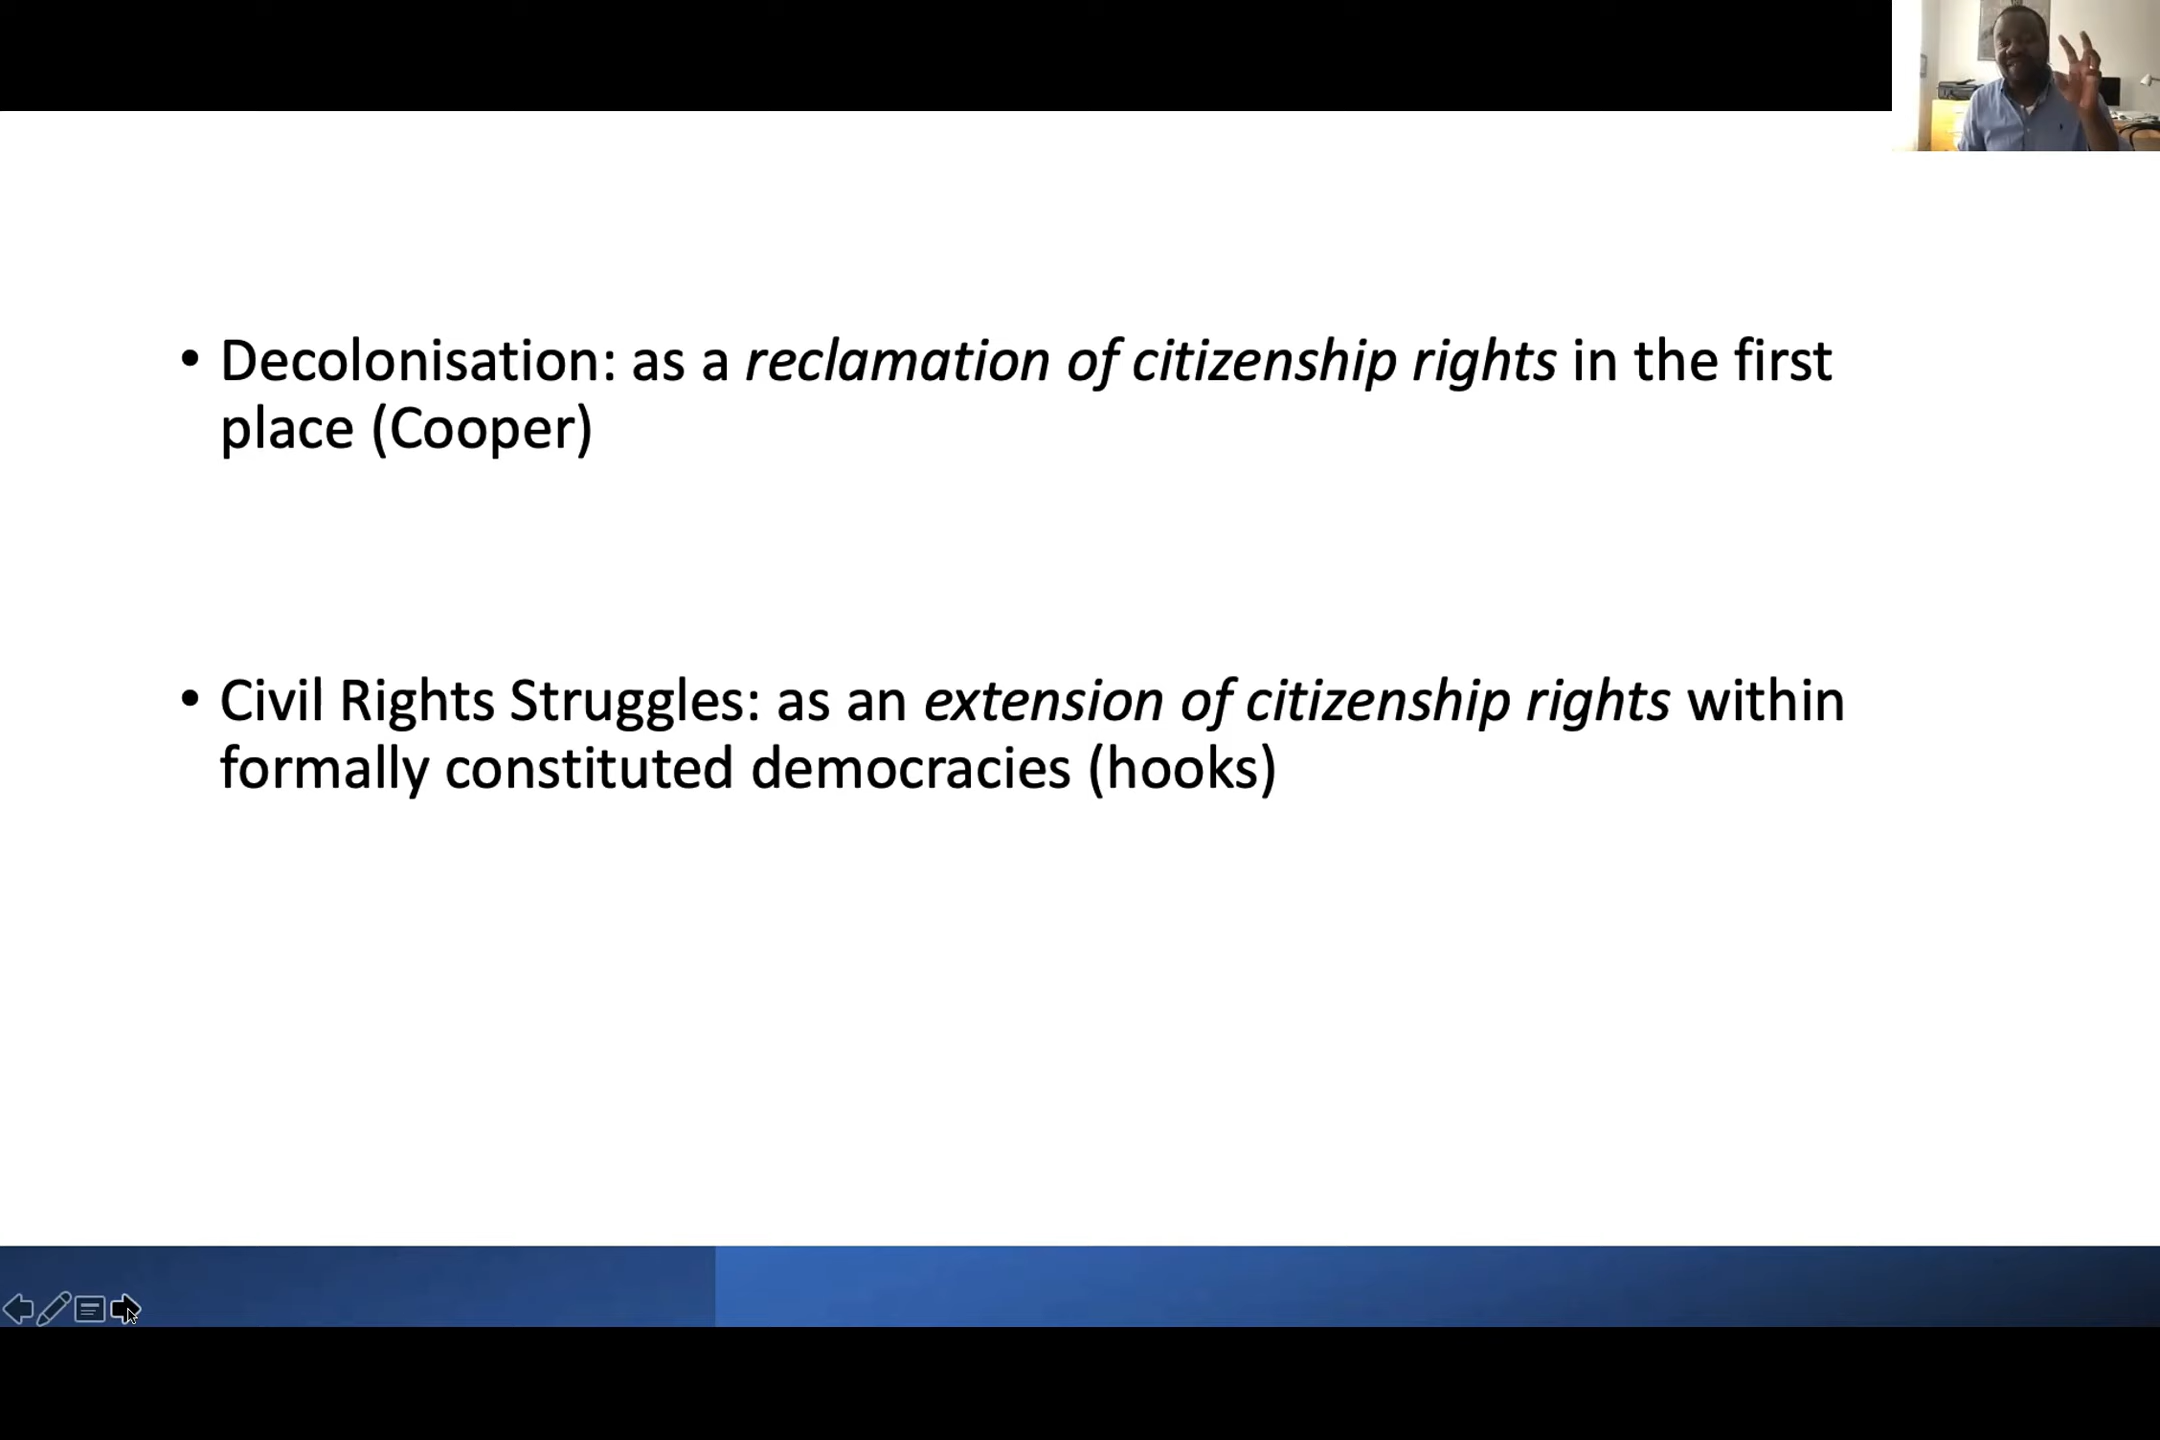 • Decolonisation: as a reclamation of citizenship rights in the first
place (Cooper)
• Civil Rights Struggles: as an extension of citizenship rights within
formally constituted democracies (hooks)